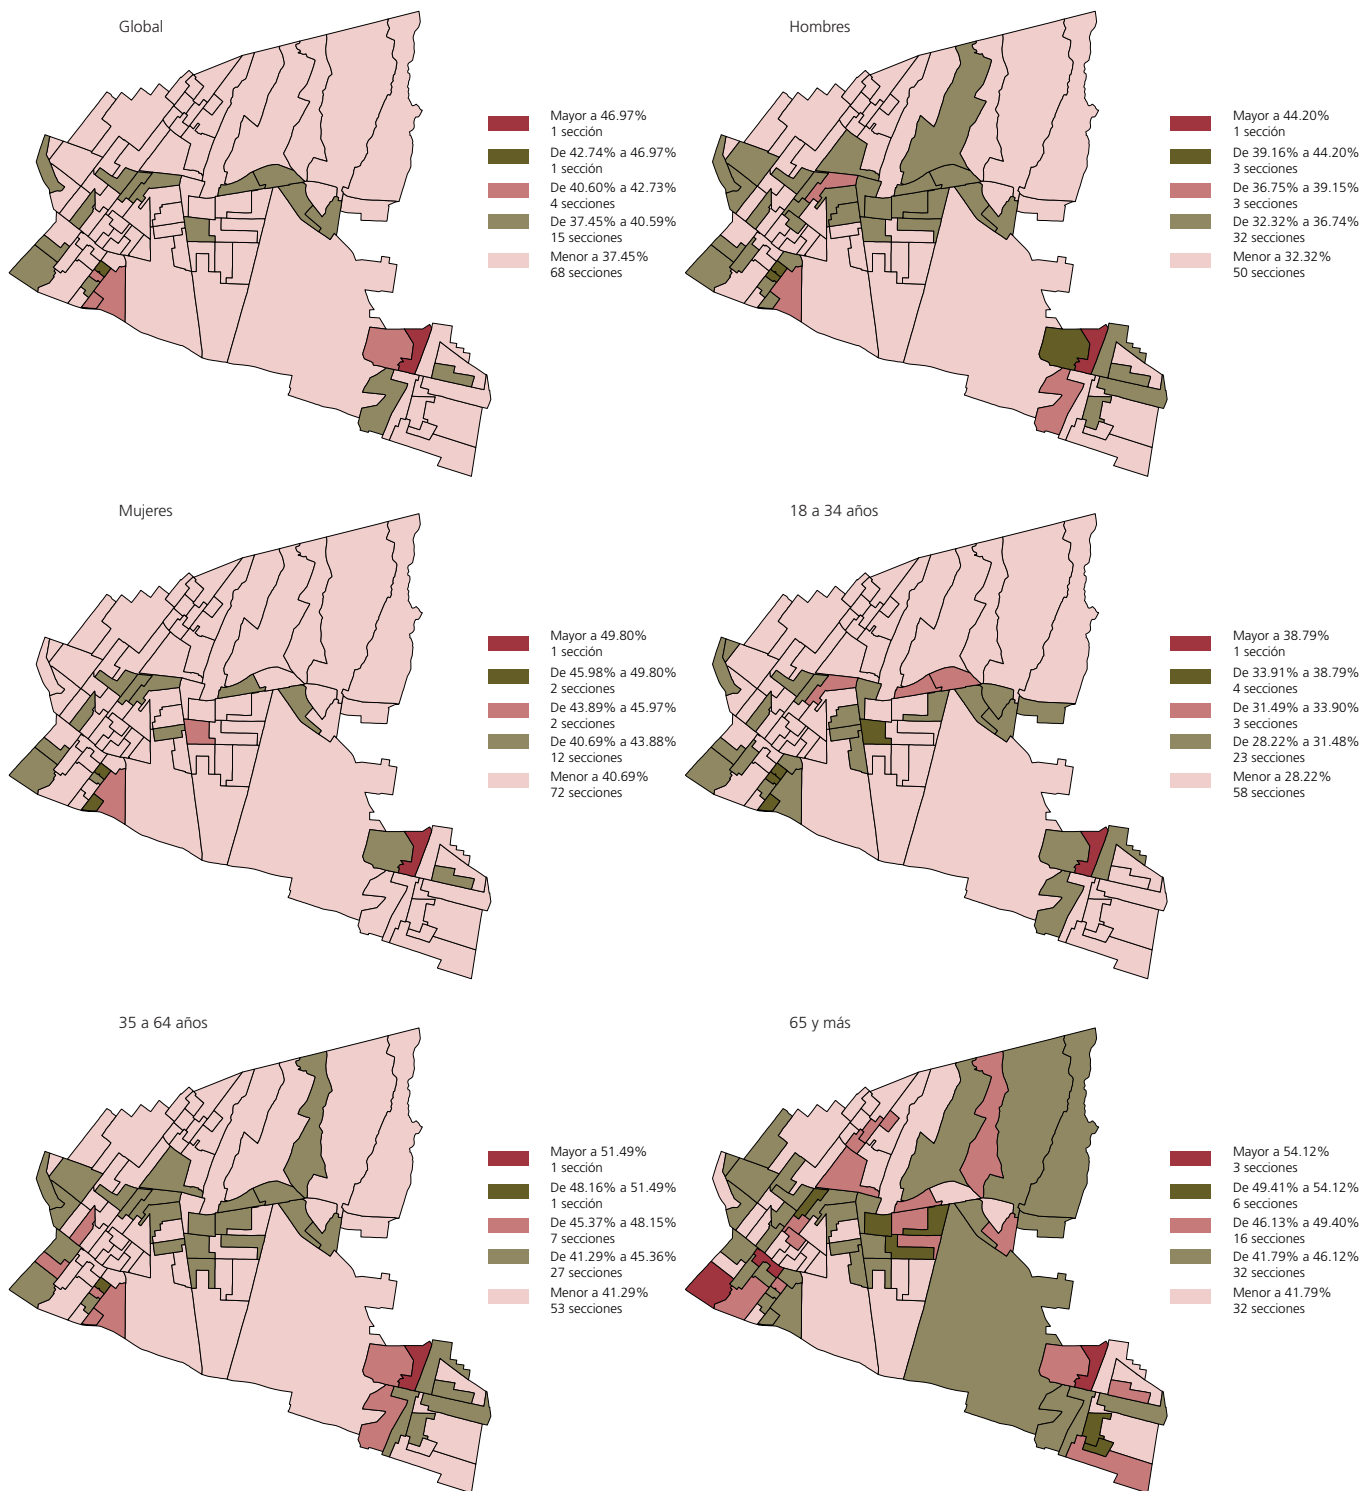 Global
Mayor a 46.97%
1 sección
De 42.74% a 46.97%
1 sección
De 40.60% a 42.73%
4 secciones
De 37.45% a 40.59%
15 secciones
Menor a 37.45%
68 secciones
Hombres
Mayor a 44.20%
1 sección
De 39.16% a 44.20%
3 secciones
De 36.75% a 39.15%
3 secciones
De 32.32% a 36.74%
32 secciones
Menor a 32.32%
50 secciones
Mujeres
Mayor a 49.80%
1 sección
De 45.98% a 49.80%
2 secciones
De 43.89% a 45.97%
2 secciones
De 40.69% a 43.88%
12 secciones
Menor a 40.69%
72 secciones
18 a 34 años
Mayor a 38.79%
1 sección
De 33.91% a 38.79%
4 secciones
De 31.49% a 33.90%
3 secciones
De 28.22% a 31.48%
23 secciones
Menor a 28.22%
58 secciones
35 a 64 años
Mayor a 51.49%
1 sección
De 48.16% a 51.49%
1 sección
De 45.37% a 48.15%
7 secciones
De 41.29% a 45.36%
27 secciones
Menor a 41.29%
53 secciones
65 y más
Mayor a 54.12%
3 secciones
De 49.41% a 54.12%
6 secciones
De 46.13% a 49.40%
16 secciones
De 41.79% a 46.12%
32 secciones
Menor a 41.79%
32 secciones